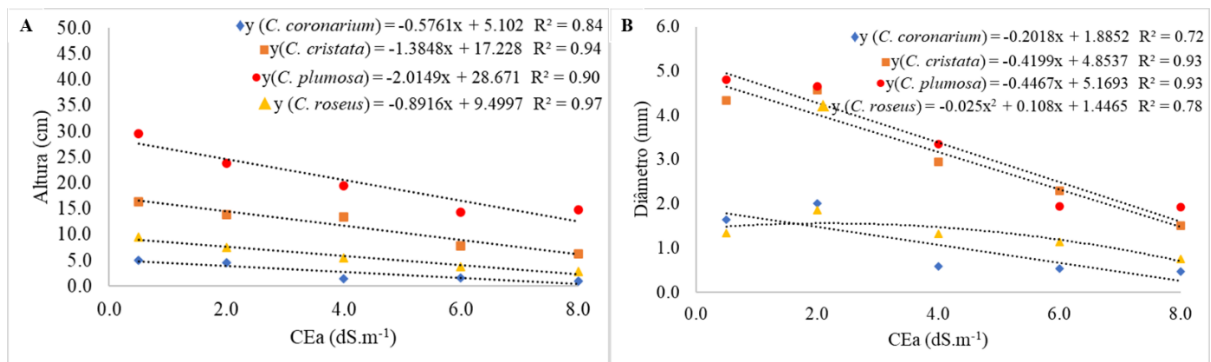 A
y (C. coronarium) = -0.5761x + 5.102 R² = 0.84
y(C. cristata) = -1.3848x + 17.228 R² = 0.94
y(C. plumosa) = -2.0149x + 28.671 R² = 0.90
y (C. roseus) = -0.8916x + 9.4997 R² = 0.97
Altura (cm)
50.0
45.0
40.0
35.0
30.0
25.0
20.0
15.0
10.0
5.0
0.0
0.0 2.0 4.0 6.0 8.0
CEa (dS.m⁻¹)
B
y (C. coronarium) = -0.2018x + 1.8852 R² = 0.72
y(C. cristata) = -0.4199x + 4.8537 R² = 0.93
y(C. plumosa) = -0.4467x + 5.1693 R² = 0.93
y (C. roseus) = -0.025x² + 0.108x + 1.4465 R² = 0.78
Diâmetro (mm)
6.0
5.0
4.0
3.0
2.0
1.0
0.0
0.0 2.0 4.0 6.0 8.0
CEa (dS.m⁻¹)